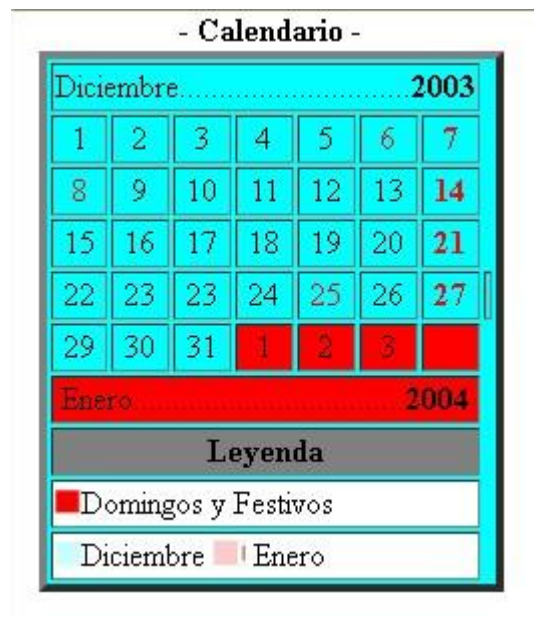 - Calendario -
Diciembre..............................2003
1 2 3 4 5 6 7
8 9 10 11 12 13 14
15 16 17 18 19 20 21
22 23 23 24 25 26 27
29 30 31 1 2 3
Enero....................................2004
Leyenda
Domingos y Festivos
Diciembre Enero